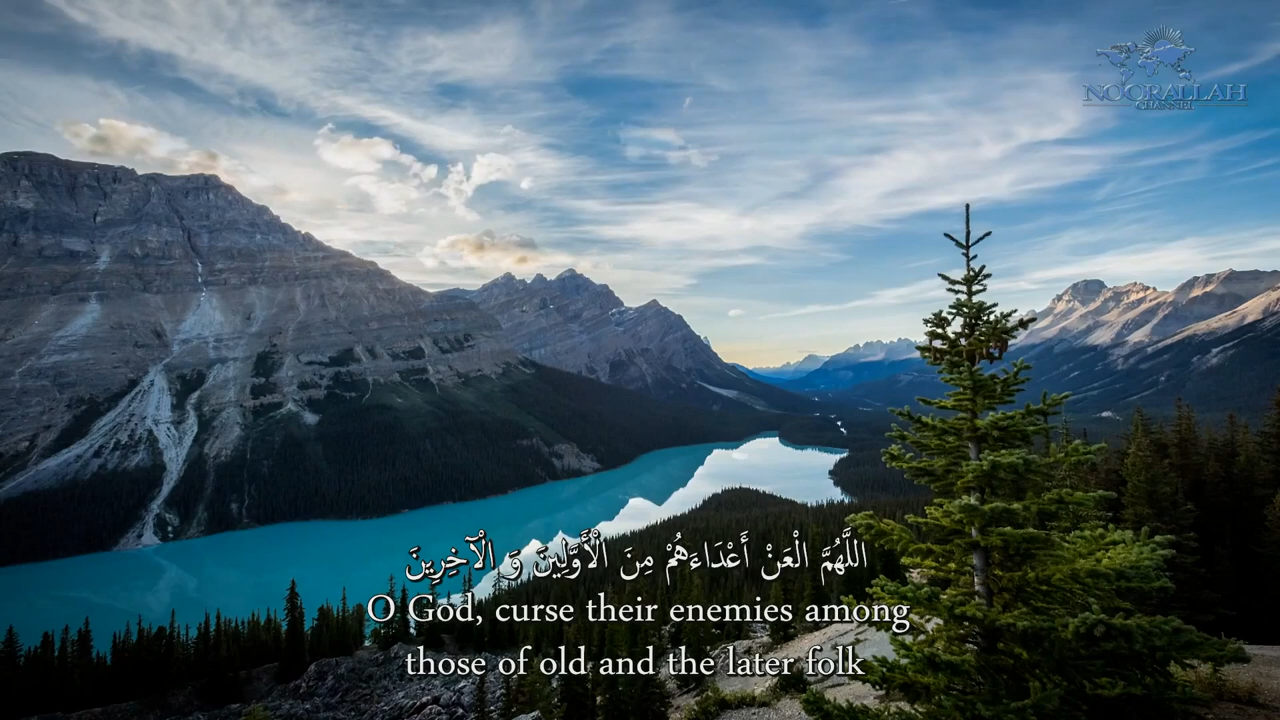 NOORALLAH
CHANNEL
اللَّهُمَّ الْعَنْ أَعْدَاءَهُمْ مِنَ الْأَوَّلِينَ وَ الْآخِرِينَ
O God, curse their enemies among
those of old and the later folk